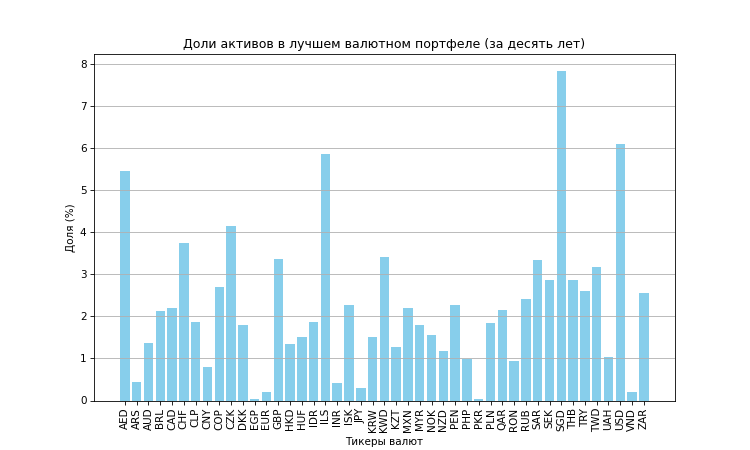 Доли активов в лучшем валютном портфеле (за десять лет)
Доля (%)
8
7
6
5
4
3
2
1
0
AED ARS AUD BRL CAD CHF CLP CNY COP CZK DKK EGP EUR GBP HKD HUF IDR ILS INR ISK JPY KRW KWD KZT MXN MYR NOK NZD PEN PHP PKR PLN QAR RON RUB SAR SEK SGD THB TRY TWD UAH USD VND ZAR
Тикеры валют